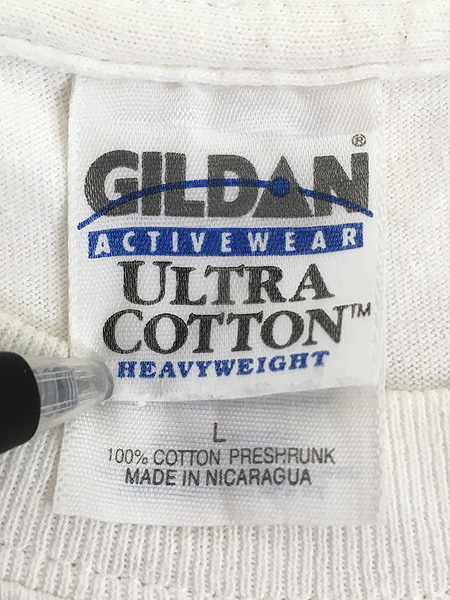 GILDAN®
ACTIVEWEAR
ULTRA
COTTON™
HEAVYWEIGHT
L
100% COTTON PRESHRUNK
MADE IN NICARAGUA